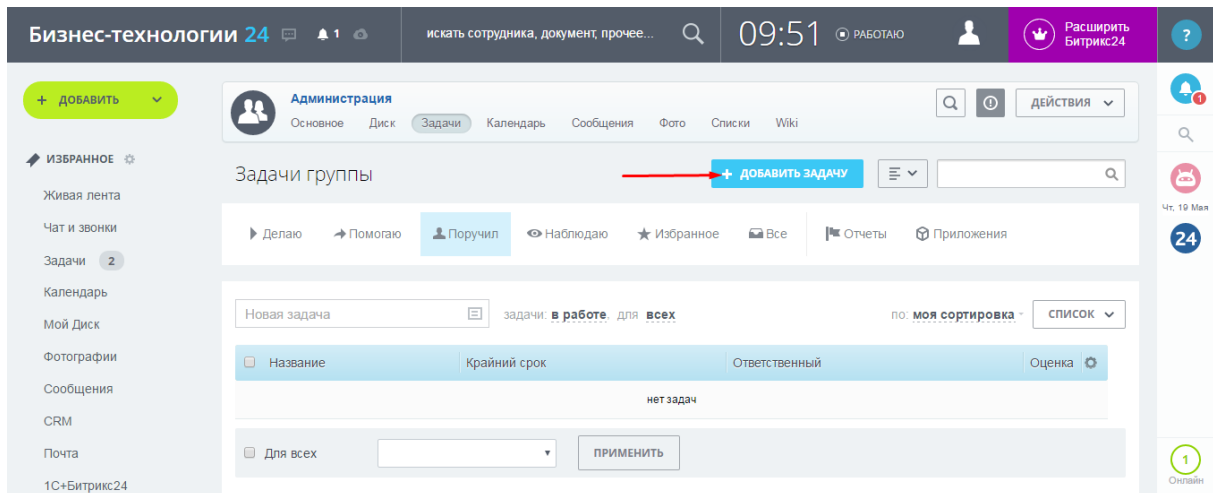 Бизнес-технологии 24 1 искать сотрудника, документ, прочее... 09:51 РАБОТАЮ Расширить Битрикс24 ?
+ ДОБАВИТЬ
Администрация
Основное Диск Задачи Календарь Сообщения Фото Списки Wiki
ДЕЙСТВИЯ
1
ИЗБРАННОЕ
Живая лента
Чат и звонки
Задачи 2
Календарь
Мой Диск
Фотографии
Сообщения
CRM
Почта
1С+Битрикс24
Задачи группы
+ ДОБАВИТЬ ЗАДАЧУ
Делаю Помогаю Поручил Наблюдаю Избранное Все Отчеты Приложения
Новая задача задачи: в работе, для всех по: моя сортировка СПИСОК
Название Крайний срок Ответственный Оценка
нет задач
Для всех ПРИМЕНИТЬ
Чт, 19 Мая
24
1
Онлайн